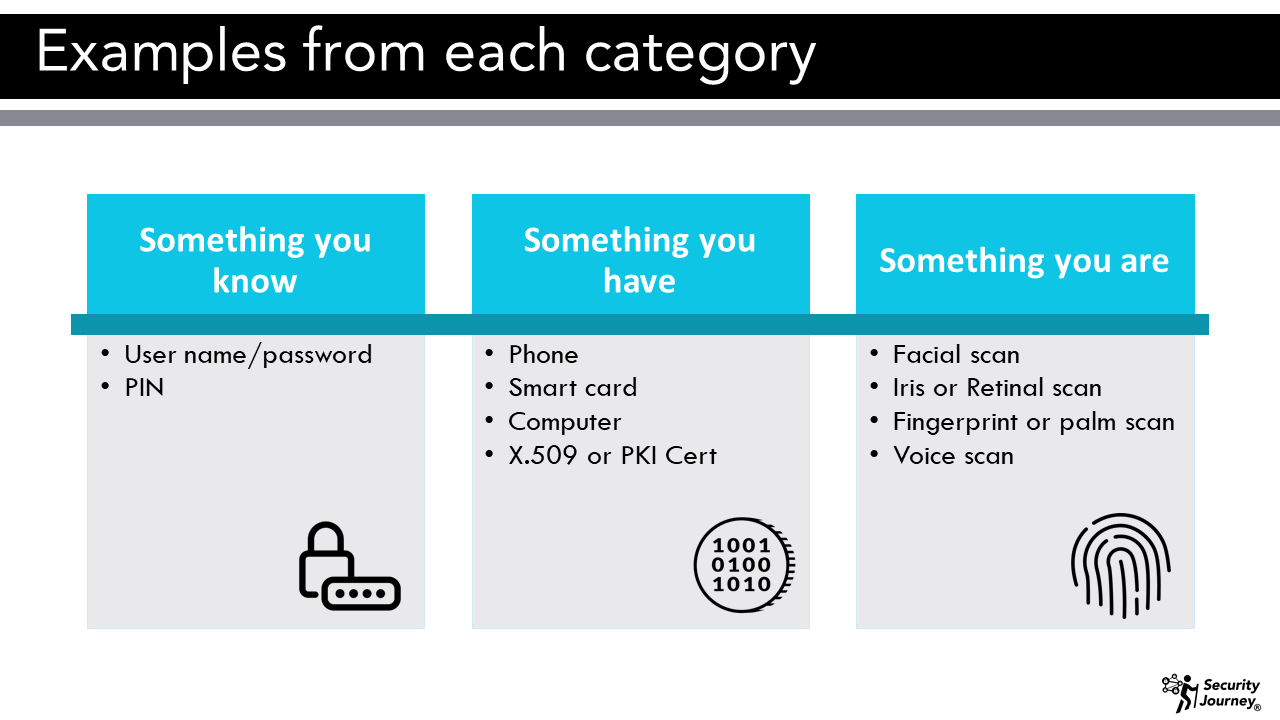 Examples from each category
Something you
know
• User name/password
• PIN
Something you
have
• Phone
• Smart card
• Computer
• X.509 or PKI Cert
1001
0100
1010
Something you are
• Facial scan
• Iris or Retinal scan
• Fingerprint or palm scan
• Voice scan
Security
Journey®